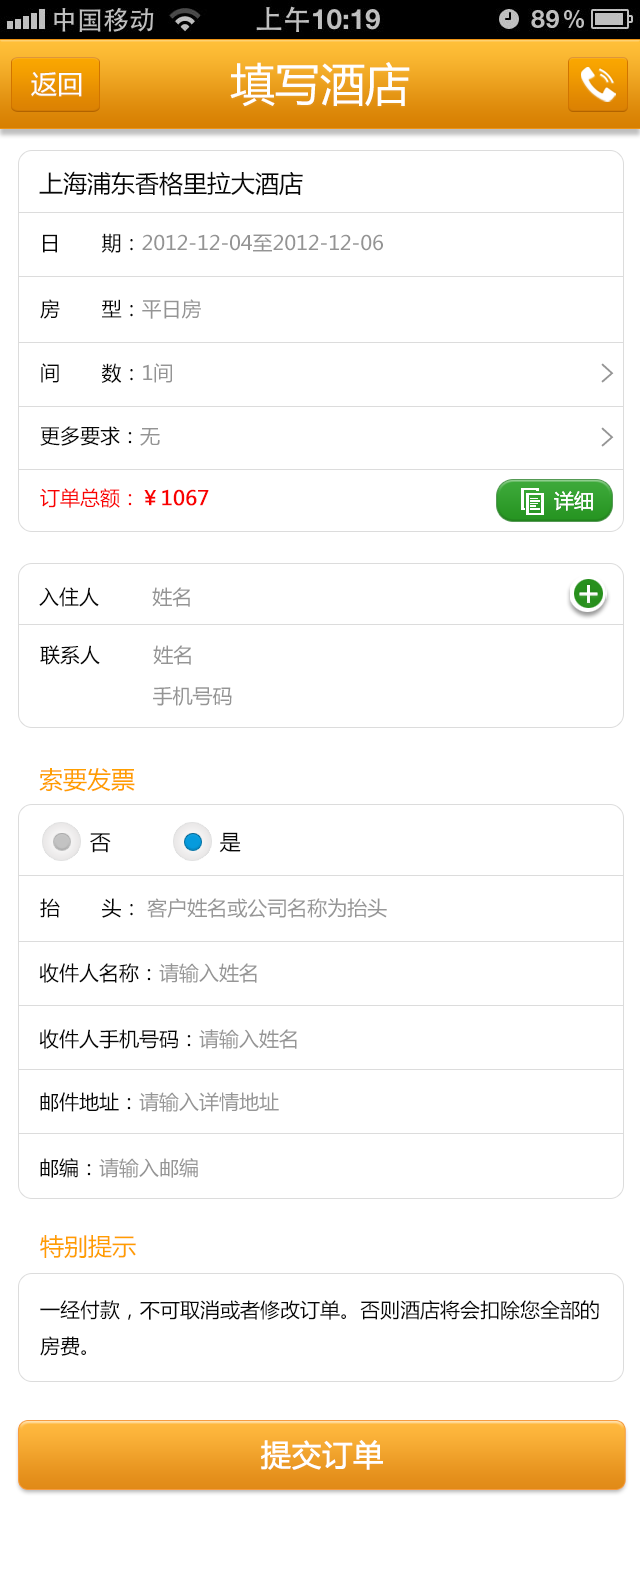 中国移动 上午10:19 89%
返回 填写酒店
上海浦东香格里拉大酒店
日 期：2012-12-04至2012-12-06
房 型：平日房
间 数：1间
更多要求：无
订单总额：￥1067 详细
入住人 姓名
联系人 姓名
手机号码
索要发票
否 是
抬 头：客户姓名或公司名称为抬头
收件人名称：请输入姓名
收件人手机号码：请输入姓名
邮件地址：请输入详情地址
邮编：请输入邮编
特别提示
一经付款，不可取消或者修改订单。否则酒店将会扣除您全部的
房费。
提交订单